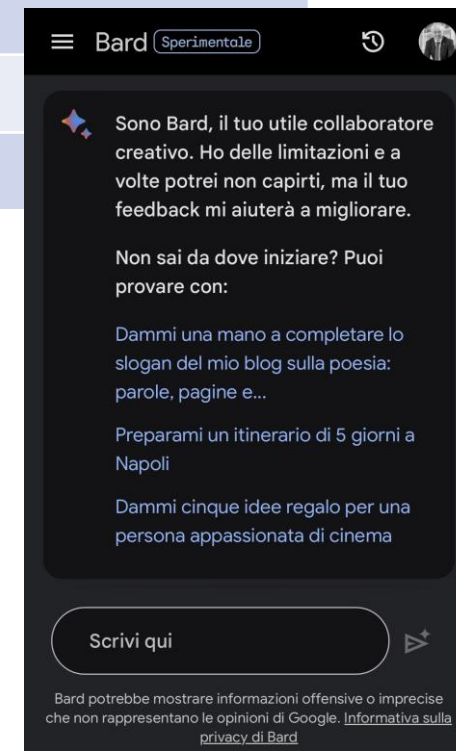 Bard Sperimentale
Sono Bard, il tuo utile collaboratore
creativo. Ho delle limitazioni e a
volte potrei non capirti, ma il tuo
feedback mi aiuterà a migliorare.
Non sai da dove iniziare? Puoi
provare con:
Dammi una mano a completare lo
slogan del mio blog sulla poesia:
parole, pagine e...
Preparami un itinerario di 5 giorni a
Napoli
Dammi cinque idee regalo per una
persona appassionata di cinema
Scrivi qui
Bard potrebbe mostrare informazioni offensive o imprecise
che non rappresentano le opinioni di Google. Informativa sulla
privacy di Bard